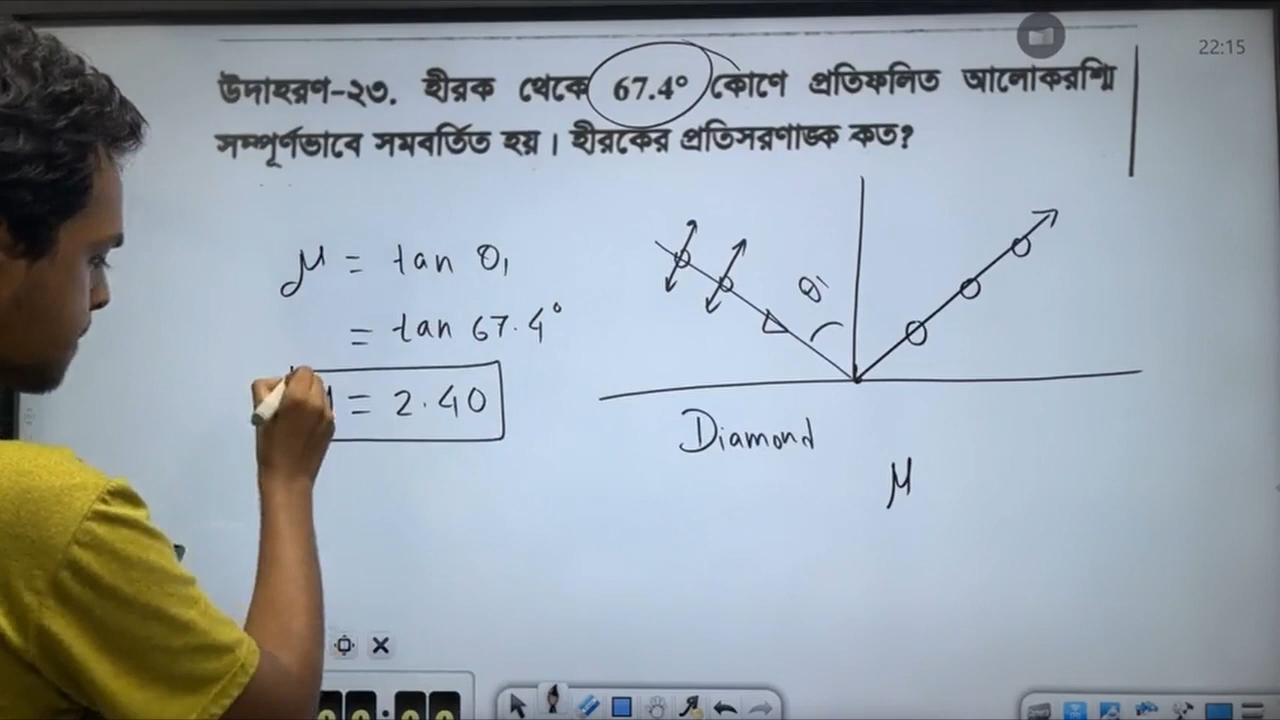 22:15
উদাহরণ-২৩. হীরক থেকে 67.4° কোণে প্রতিফলিত আলোকরশ্মি
সম্পূর্ণভাবে সমবর্তিত হয়। হীরকের প্রতিসরণাঙ্ক কত?
μ = tan θ₁
= tan 67.4°
= 2.40
Diamond
μ